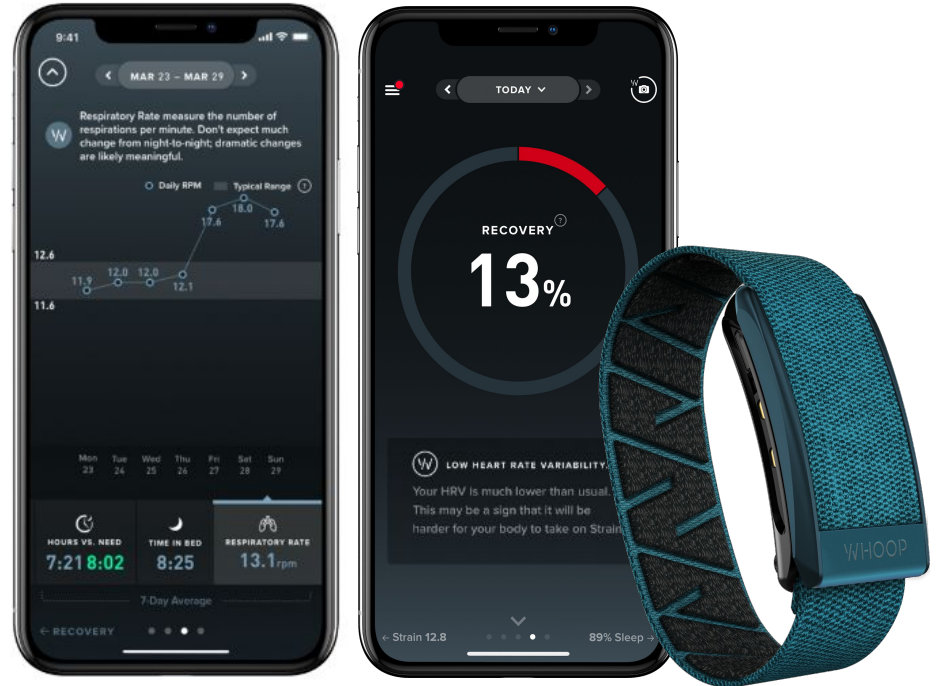 9:41
MAR 23 – MAR 29
Respiratory Rate measure the number of
respirations per minute. Don't expect much
change from night-to-night; dramatic changes
are likely meaningful.
Daily RPM
Typical Range ?
12.6
11.6
11.9
12.0
12.0
12.1
17.6
18.0
17.6
Mon
23
Tue
24
Wed
25
Thu
26
Fri
27
Sat
28
Sun
29
HOURS VS. NEED
7:21 8:02
TIME IN BED
8:25
RESPIRATORY RATE
13.1 rpm
7-Day Average
← RECOVERY
TODAY
W
RECOVERY ?
13%
LOW HEART RATE VARIABILITY.
Your HRV is much lower than usual.
This may be a sign that it will be
harder for your body to take on Strain
← Strain 12.8
89% Sleep →
WHOOP